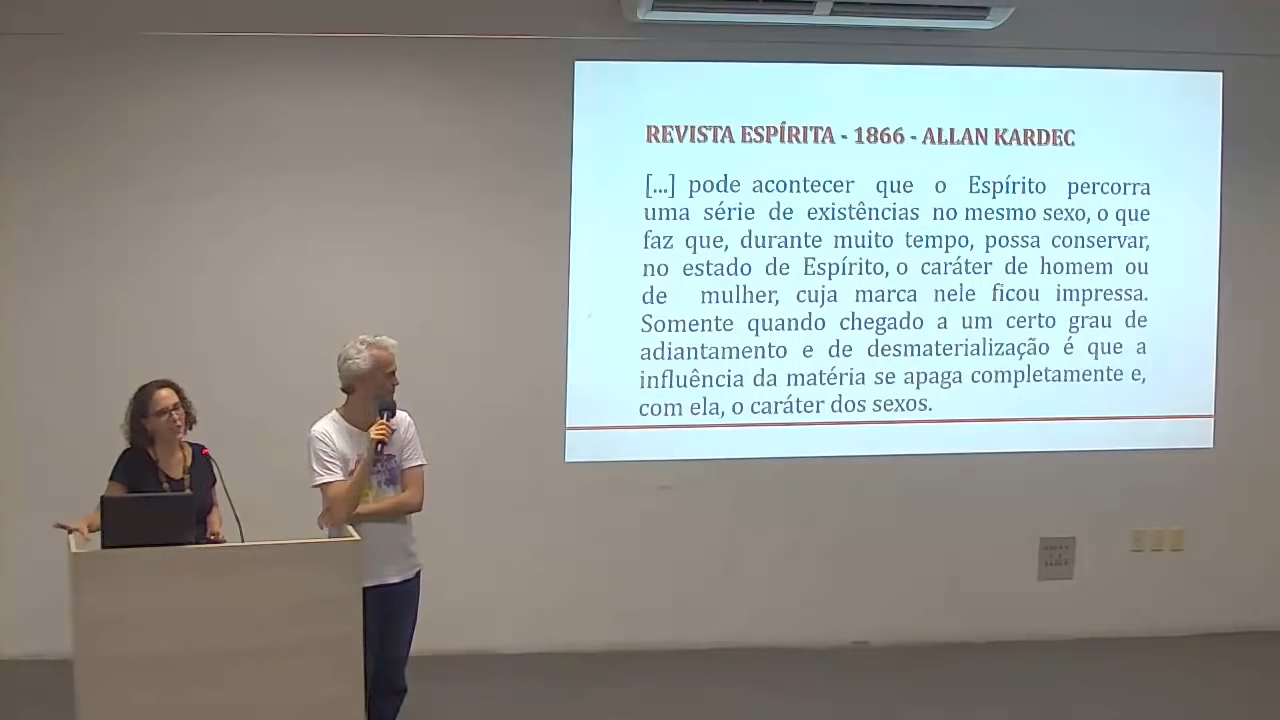 REVISTA ESPÍRITA - 1866 - ALLAN KARDEC
[...] pode acontecer que o Espírito percorra
uma série de existências no mesmo sexo, o que
faz que, durante muito tempo, possa conservar,
no estado de Espírito, o caráter de homem ou
de mulher, cuja marca nele ficou impressa.
Somente quando chegado a um certo grau de
adiantamento e de desmaterialização é que a
influência da matéria se apaga completamente e,
com ela, o caráter dos sexos.